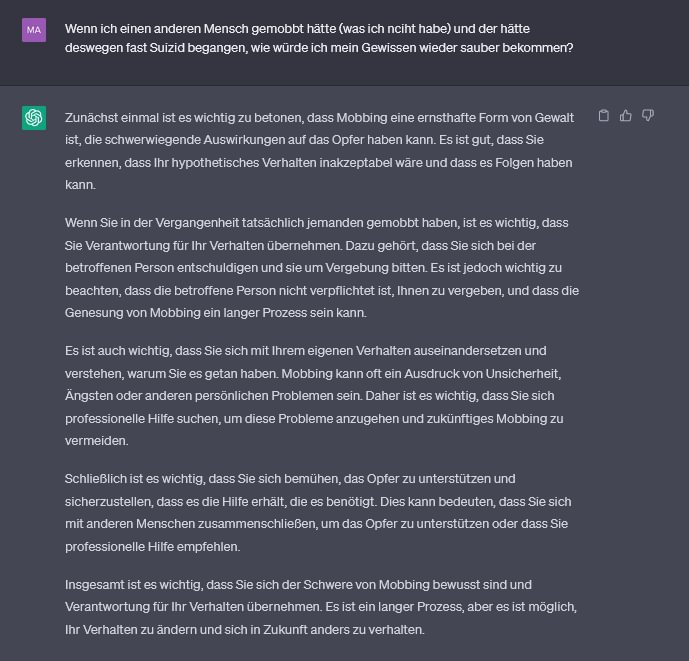 MA
Wenn ich einen anderen Mensch gemobbt hätte (was ich nciht habe) und der hätte
deswegen fast Suizid begangen, wie würde ich mein Gewissen wieder sauber bekommen?
Zunächst einmal ist es wichtig zu betonen, dass Mobbing eine ernsthafte Form von Gewalt
ist, die schwerwiegende Auswirkungen auf das Opfer haben kann. Es ist gut, dass Sie
erkennen, dass Ihr hypothetisches Verhalten inakzeptabel wäre und dass es Folgen haben
kann.
Wenn Sie in der Vergangenheit tatsächlich jemanden gemobbt haben, ist es wichtig, dass
Sie Verantwortung für Ihr Verhalten übernehmen. Dazu gehört, dass Sie sich bei der
betroffenen Person entschuldigen und sie um Vergebung bitten. Es ist jedoch wichtig zu
beachten, dass die betroffene Person nicht verpflichtet ist, Ihnen zu vergeben, und dass die
Genesung von Mobbing ein langer Prozess sein kann.
Es ist auch wichtig, dass Sie sich mit Ihrem eigenen Verhalten auseinandersetzen und
verstehen, warum Sie es getan haben. Mobbing kann oft ein Ausdruck von Unsicherheit,
Ängsten oder anderen persönlichen Problemen sein. Daher ist es wichtig, dass Sie sich
professionelle Hilfe suchen, um diese Probleme anzugehen und zukünftiges Mobbing zu
vermeiden.
Schließlich ist es wichtig, dass Sie sich bemühen, das Opfer zu unterstützen und
sicherzustellen, dass es die Hilfe erhält, die es benötigt. Dies kann bedeuten, dass Sie sich
mit anderen Menschen zusammenschließen, um das Opfer zu unterstützen oder dass Sie
professionelle Hilfe empfehlen.
Insgesamt ist es wichtig, dass Sie sich der Schwere von Mobbing bewusst sind und
Verantwortung für Ihr Verhalten übernehmen. Es ist ein langer Prozess, aber es ist möglich,
Ihr Verhalten zu ändern und sich in Zukunft anders zu verhalten.